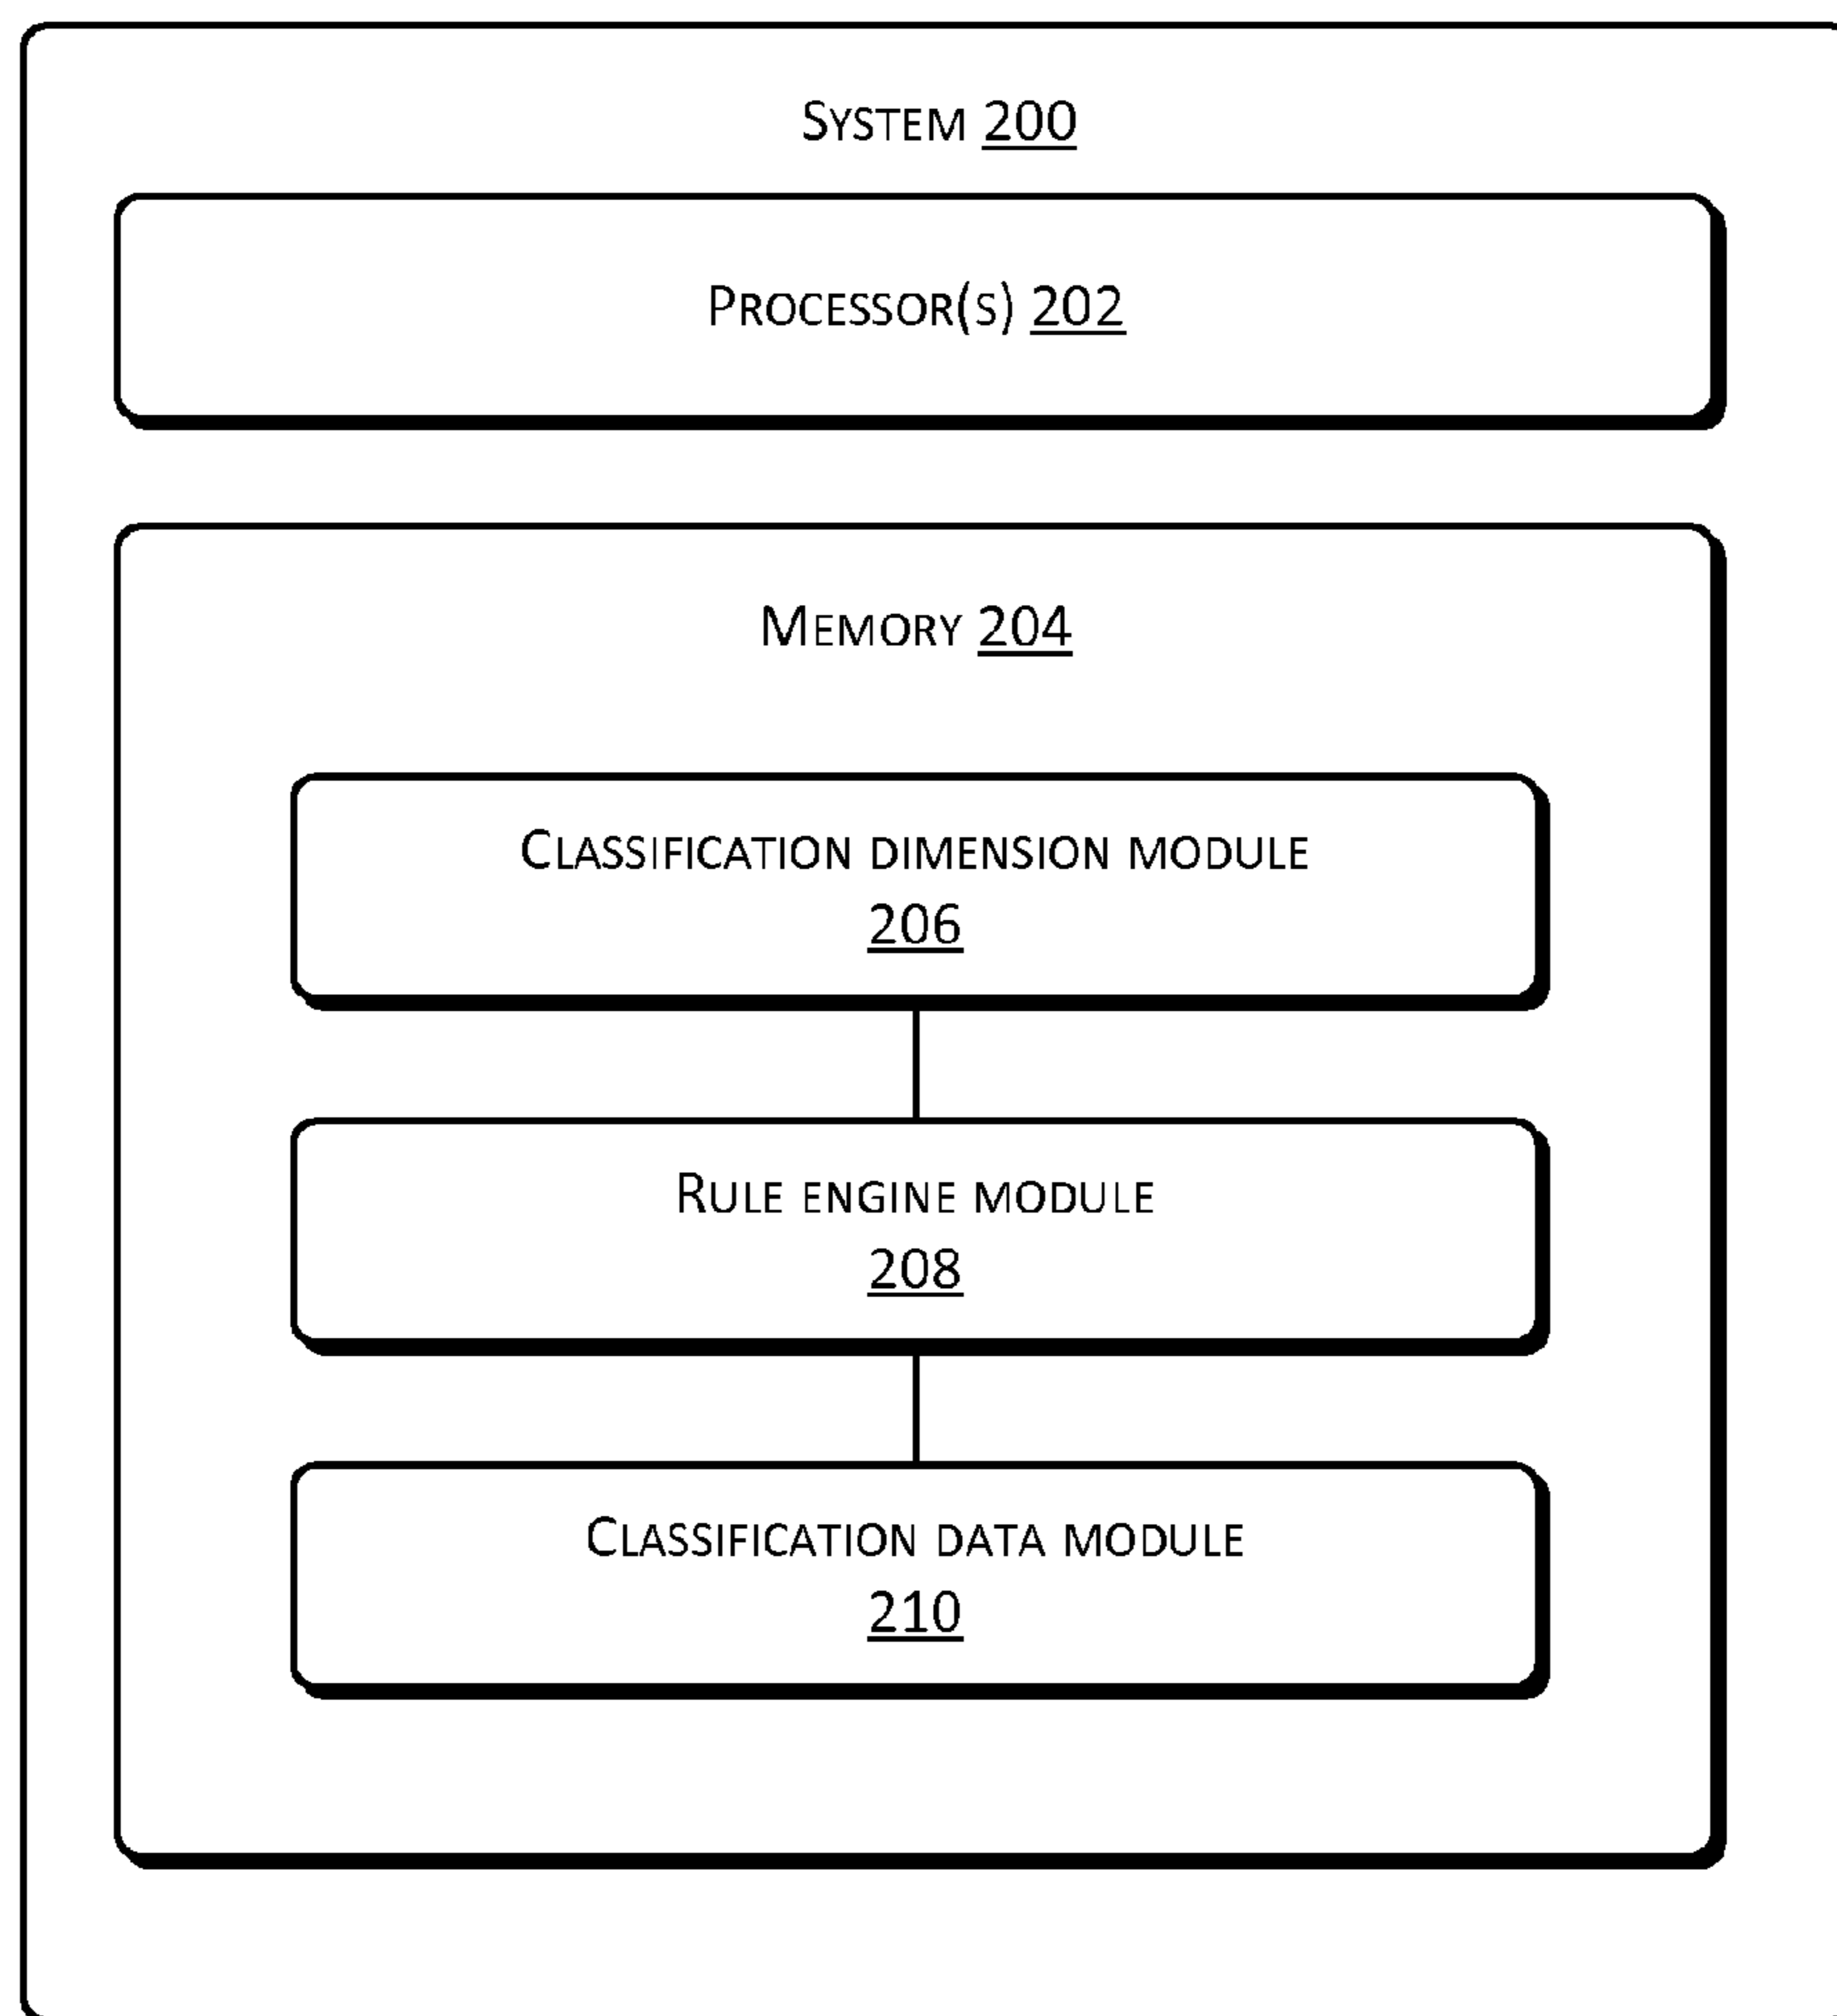 System 200
Processor(s) 202
Memory 204
Classification dimension module
206
Rule engine module
208
Classification data module
210